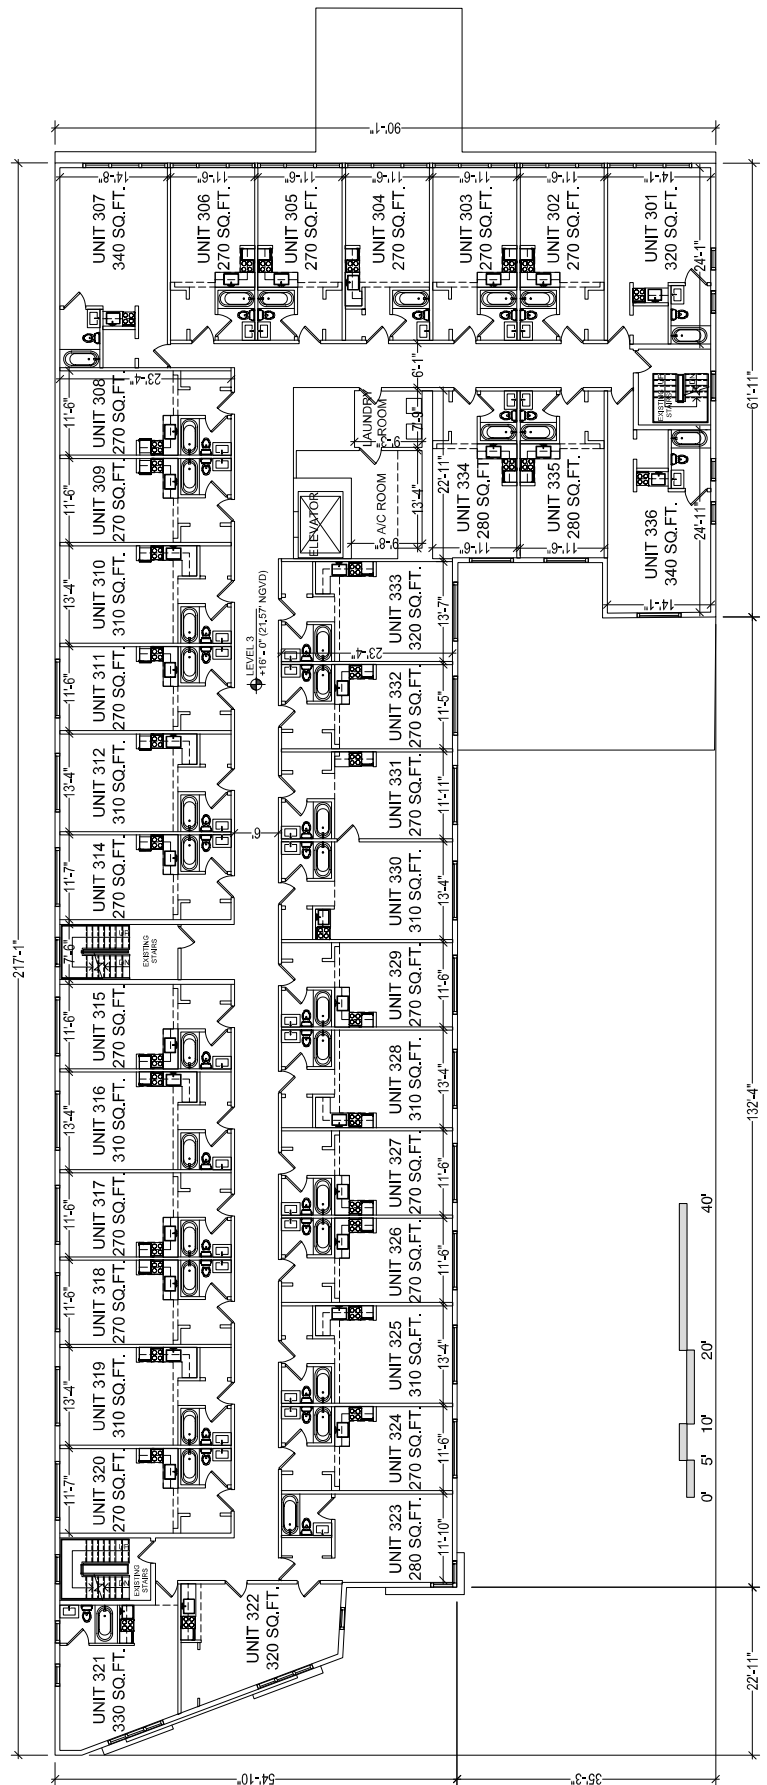 90'-1"
217'-1"
14'-8"
11'-6"
11'-6"
11'-6"
11'-6"
11'-6"
14'-1"
UNIT 307
340 SQ.FT.
UNIT 306
270 SQ.FT.
UNIT 305
270 SQ.FT.
UNIT 304
270 SQ.FT.
UNIT 303
270 SQ.FT.
UNIT 302
270 SQ.FT.
UNIT 301
320 SQ.FT.
24'-1"
61'-11"
23'-4"
6'-1"
EXISTING
STAIRS
UP
DN
11'-6"
UNIT 308
270 SQ.FT.
LAUNDRY
ROOM
7'-9"
9'-3"
11'-6"
UNIT 309
270 SQ.FT.
ELEVATOR
A/C ROOM
13'-4"
9'-8"
22'-11"
UNIT 334
280 SQ.FT.
11'-6"
UNIT 335
280 SQ.FT.
11'-6"
UNIT 336
340 SQ.FT.
24'-11"
14'-1"
13'-4"
UNIT 310
310 SQ.FT.
LEVEL 3
+16' - 0" (21.57' NGVD)
UNIT 333
320 SQ.FT.
13'-7"
23'-4"
11'-6"
UNIT 311
270 SQ.FT.
UNIT 332
270 SQ.FT.
11'-5"
13'-4"
UNIT 312
310 SQ.FT.
UNIT 331
270 SQ.FT.
11'-11"
11'-7"
UNIT 314
270 SQ.FT.
6'
UNIT 330
310 SQ.FT.
13'-4"
7'-6"
UP
DN
EXISTING
STAIRS
UNIT 329
270 SQ.FT.
11'-6"
11'-6"
UNIT 315
270 SQ.FT.
UNIT 328
310 SQ.FT.
13'-4"
13'-4"
UNIT 316
310 SQ.FT.
UNIT 327
270 SQ.FT.
11'-6"
132'-4"
11'-6"
UNIT 317
270 SQ.FT.
UNIT 326
270 SQ.FT.
11'-6"
11'-6"
UNIT 318
270 SQ.FT.
UNIT 325
310 SQ.FT.
13'-4"
13'-4"
UNIT 319
310 SQ.FT.
UNIT 324
270 SQ.FT.
11'-6"
11'-7"
UNIT 320
270 SQ.FT.
UNIT 323
280 SQ.FT.
11'-10"
0'
5'
10'
20'
40'
UP
DN
EXISTING
STAIRS
UNIT 321
330 SQ.FT.
UNIT 322
320 SQ.FT.
22'-11"
54'-10"
35'-3"